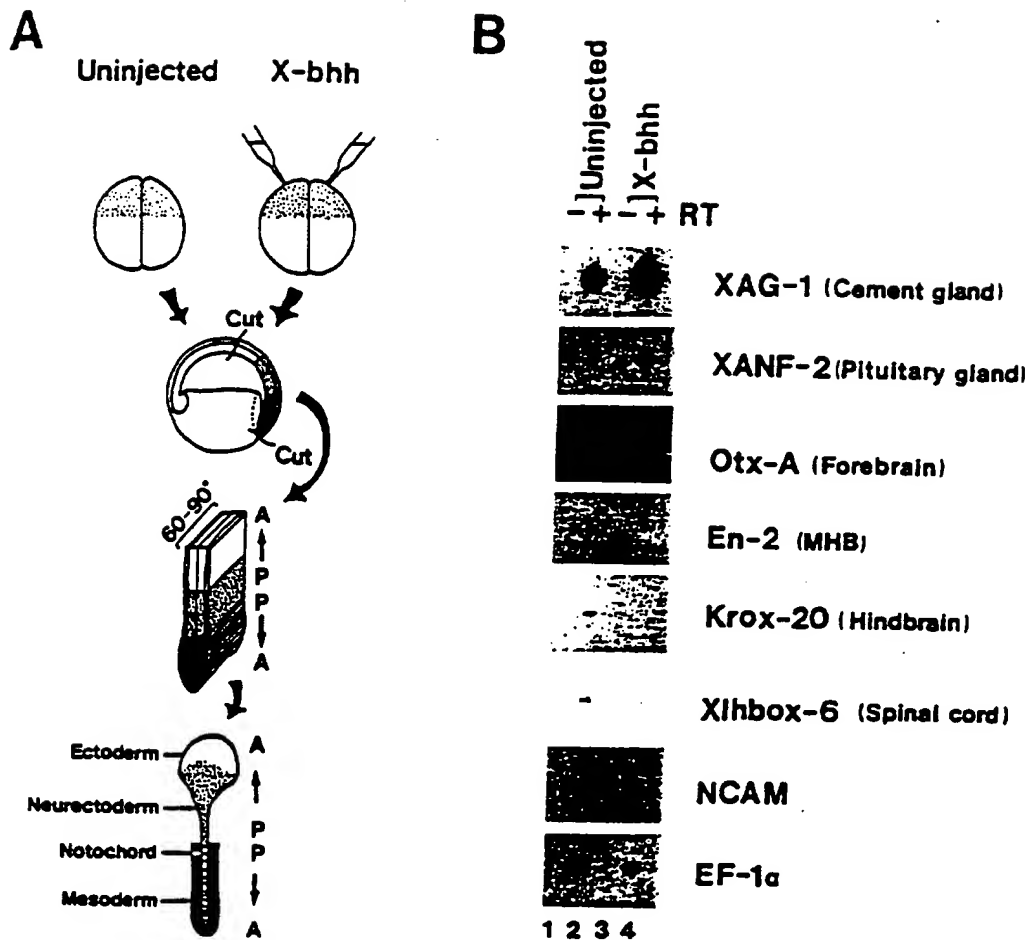 A
Uninjected
X-bhh
Cut
Cut
60-90°
A
P
P
A
Ectoderm
Neurectoderm
Notochord
Mesoderm
A
P
P
A
B
Uninjected
X-bhh
- + - + RT
XAG-1 (Cement gland)
XANF-2 (Pituitary gland)
Otx-A (Forebrain)
En-2 (MHB)
Krox-20 (Hindbrain)
Xlhbox-6 (Spinal cord)
NCAM
EF-1α
1 2 3 4